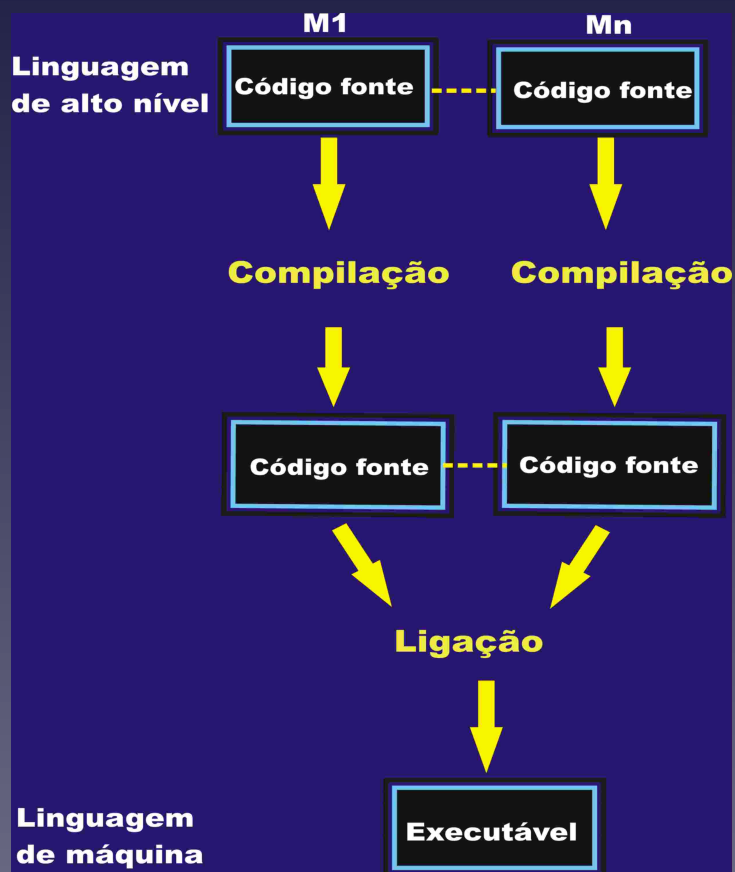 M1
Mn
Linguagem
de alto nível
Código fonte
Código fonte
Compilação
Compilação
Código fonte
Código fonte
Ligação
Linguagem
de máquina
Executável